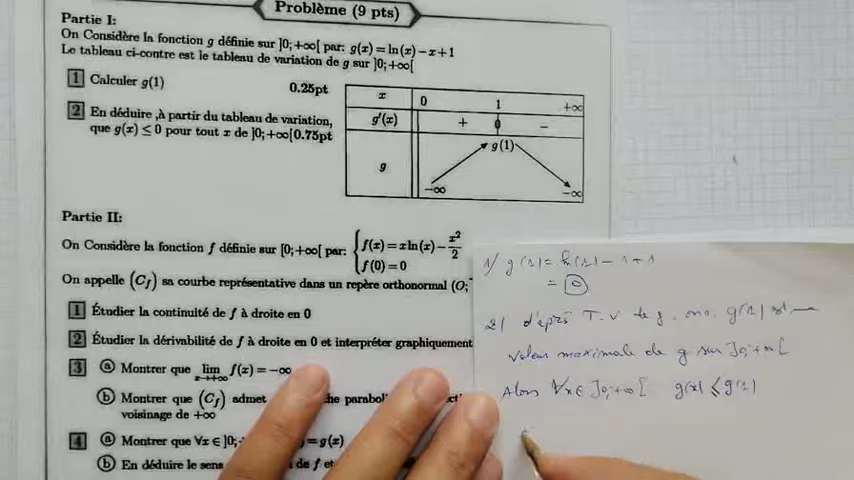 Problème (9 pts)
Partie I:
On Considère la fonction g définie sur ]0;+∞[ par: g(x)=ln(x)−x+1
Le tableau ci-contre est le tableau de variation de g sur ]0;+∞[
1 Calculer g(1) 0.25pt
2 En déduire ,à partir du tableau de variation,
que g(x)≤0 pour tout x de ]0;+∞[ 0.75pt
x 0 1 +∞
g'(x) + 0 −
g −∞ g(1) −∞
Partie II:
On Considère la fonction f définie sur [0;+∞[ par: { f(x)=xln(x)−x²/2
f(0)=0
On appelle (Cf) sa courbe représentative dans un repère orthonormal (O;
1 Étudier la continuité de f à droite en 0
2 Étudier la dérivabilité de f à droite en 0 et interpréter graphiquement
3 a Montrer que lim x→+∞ f(x)=−∞
b Montrer que (Cf) admet
voisinage de +∞
4 a Montrer que ∀x∈]0; )=g(x)
b En déduire le sens de f et
1/ g(1)= ln(1)−1+1
= 0
2/ d'après T.V de g. g(1) est
valeur maximale de g sur ]0;+∞[
Alors ∀x∈]0;+∞[ g(x)≤g(1)